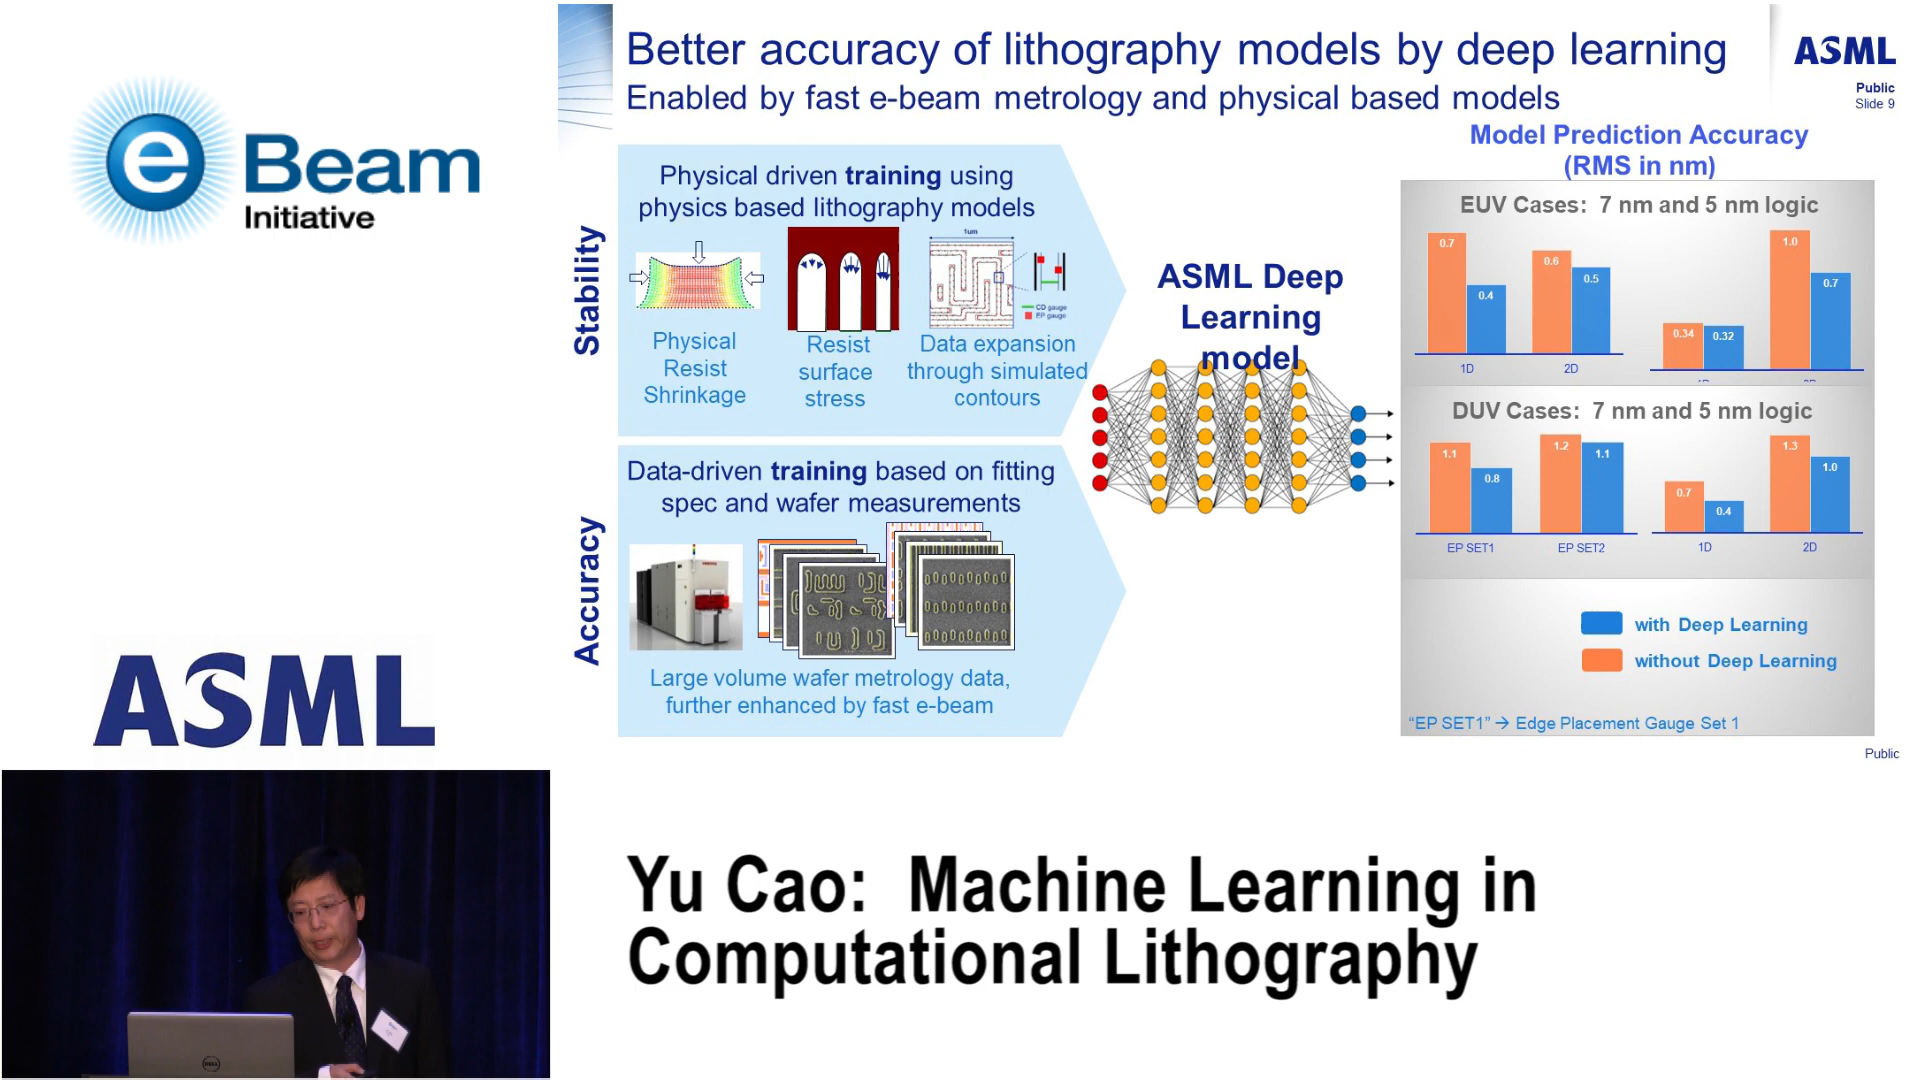 e Beam
Initiative
ASML
Better accuracy of lithography models by deep learning
Enabled by fast e-beam metrology and physical based models
ASML
Public
Slide 9
Stability
Physical driven training using
physics based lithography models
1um
CD gauge
EP gauge
Physical
Resist
Shrinkage
Resist
surface
stress
Data expansion
through simulated
contours
Accuracy
Data-driven training based on fitting
spec and wafer measurements
Large volume wafer metrology data,
further enhanced by fast e-beam
ASML Deep
Learning
model
Model Prediction Accuracy
(RMS in nm)
EUV Cases: 7 nm and 5 nm logic
0.7
0.4
0.6
0.5
1D
2D
0.34
0.32
1.0
0.7
DUV Cases: 7 nm and 5 nm logic
1.1
0.8
1.2
1.1
EP SET1
EP SET2
0.7
0.4
1.3
1.0
1D
2D
with Deep Learning
without Deep Learning
“EP SET1” → Edge Placement Gauge Set 1
Public
DELL
Yu Cao: Machine Learning in
Computational Lithography